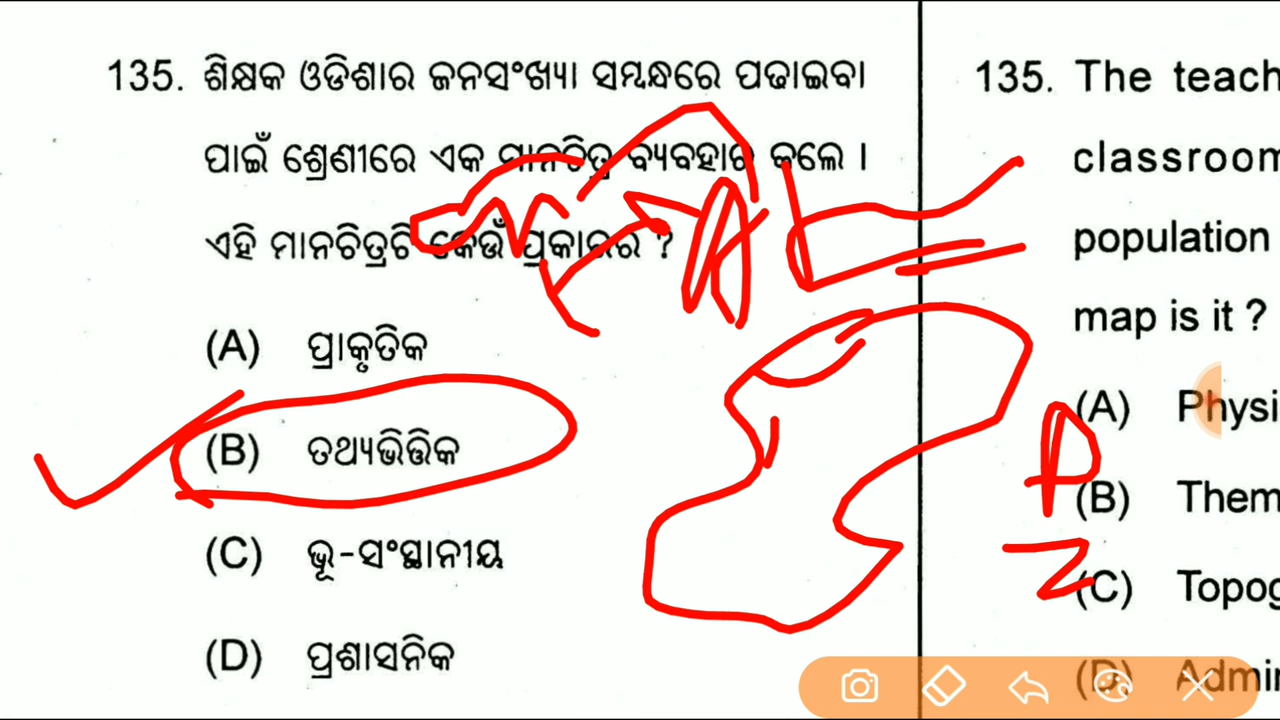 135. ଶିକ୍ଷକ ଓଡିଶାର ଜନସଂଖ୍ୟା ସମ୍ବନ୍ଧରେ ପଢାଇବା
ପାଇଁ ଶ୍ରେଣୀରେ ଏକ ମାନଚିତ୍ର ବ୍ୟବହାର କଲେ ।
ଏହି ମାନଚିତ୍ରଟି କେଉଁ ପ୍ରକାରର ?
(A) ପ୍ରାକୃତିକ
(B) ତଥ୍ୟଭିତ୍ତିକ
(C) ଭୂ-ସଂସ୍ଥାନୀୟ
(D) ପ୍ରଶାସନିକ
135. The teach
classroom
population
map is it ?
(A) Physi
(B) Them
(C) Topog
(D) Admin